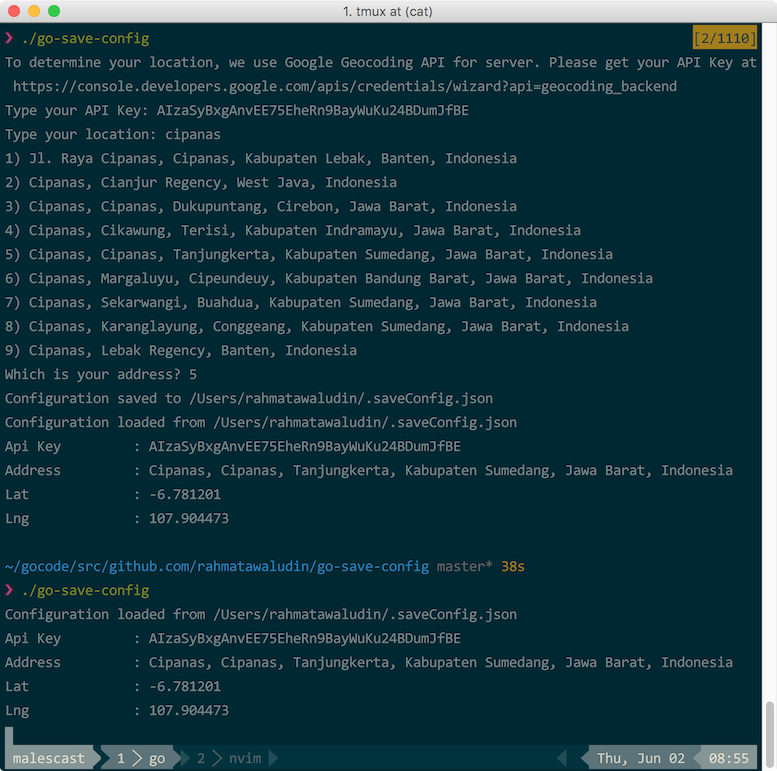 1. tmux at (cat)
❯ ./go-save-config [2/1110]
To determine your location, we use Google Geocoding API for server. Please get your API Key at
https://console.developers.google.com/apis/credentials/wizard?api=geocoding_backend
Type your API Key: AIzaSyBxgAnvEE75EheRn9BayWuKu24BDumJfBE
Type your location: cipanas
1) Jl. Raya Cipanas, Cipanas, Kabupaten Lebak, Banten, Indonesia
2) Cipanas, Cianjur Regency, West Java, Indonesia
3) Cipanas, Cipanas, Dukupuntang, Cirebon, Jawa Barat, Indonesia
4) Cipanas, Cikawung, Terisi, Kabupaten Indramayu, Jawa Barat, Indonesia
5) Cipanas, Cipanas, Tanjungkerta, Kabupaten Sumedang, Jawa Barat, Indonesia
6) Cipanas, Margaluyu, Cipeundeuy, Kabupaten Bandung Barat, Jawa Barat, Indonesia
7) Cipanas, Sekarwangi, Buahdua, Kabupaten Sumedang, Jawa Barat, Indonesia
8) Cipanas, Karanglayung, Conggeang, Kabupaten Sumedang, Jawa Barat, Indonesia
9) Cipanas, Lebak Regency, Banten, Indonesia
Which is your address? 5
Configuration saved to /Users/rahmatawaludin/.saveConfig.json
Configuration loaded from /Users/rahmatawaludin/.saveConfig.json
Api Key : AIzaSyBxgAnvEE75EheRn9BayWuKu24BDumJfBE
Address : Cipanas, Cipanas, Tanjungkerta, Kabupaten Sumedang, Jawa Barat, Indonesia
Lat : -6.781201
Lng : 107.904473
~/gocode/src/github.com/rahmatawaludin/go-save-config master* 38s
❯ ./go-save-config
Configuration loaded from /Users/rahmatawaludin/.saveConfig.json
Api Key : AIzaSyBxgAnvEE75EheRn9BayWuKu24BDumJfBE
Address : Cipanas, Cipanas, Tanjungkerta, Kabupaten Sumedang, Jawa Barat, Indonesia
Lat : -6.781201
Lng : 107.904473
malescast 1 go 2 nvim Thu, Jun 02 08:55